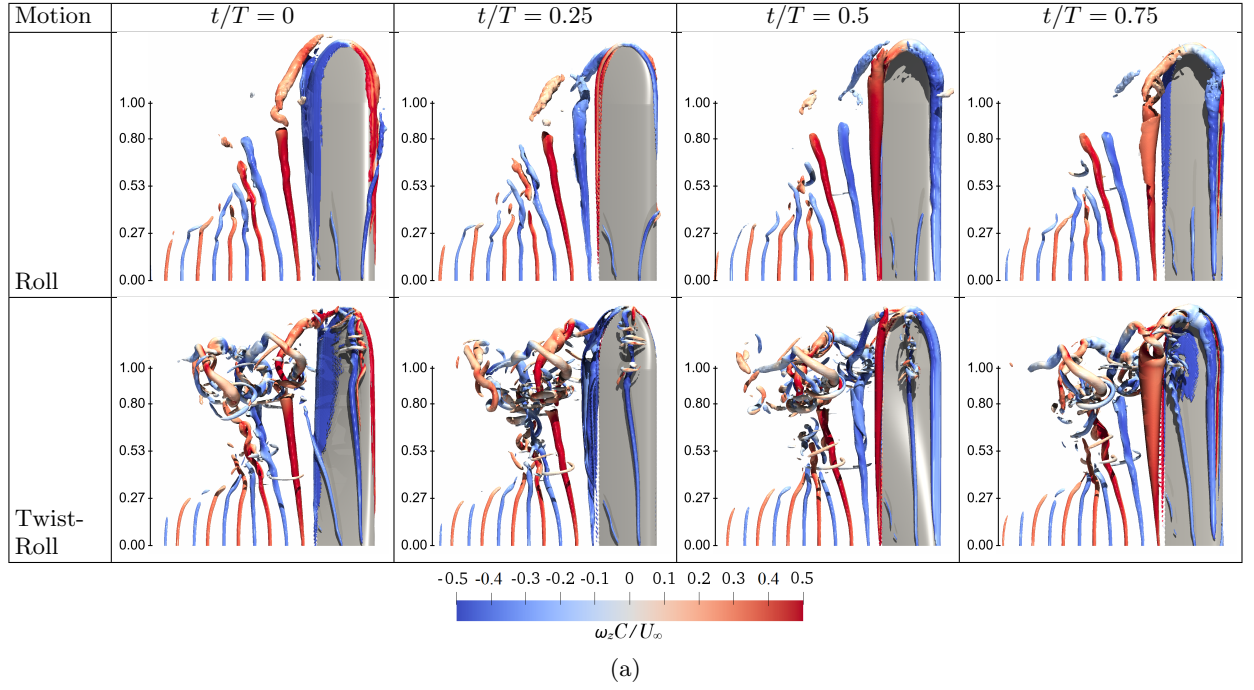 Motion t/T = 0 t/T = 0.25 t/T = 0.5 t/T = 0.75
1.00 1.00 1.00 1.00
0.80 0.80 0.80 0.80
0.53 0.53 0.53 0.53
0.27 0.27 0.27 0.27
Roll 0.00 0.00 0.00 0.00
1.00 1.00 1.00 1.00
0.80 0.80 0.80 0.80
0.53 0.53 0.53 0.53
0.27 0.27 0.27 0.27
Twist-
Roll 0.00 0.00 0.00 0.00
-0.5 -0.4 -0.3 -0.2 -0.1 0 0.1 0.2 0.3 0.4 0.5
ω_zC/U_∞
(a)